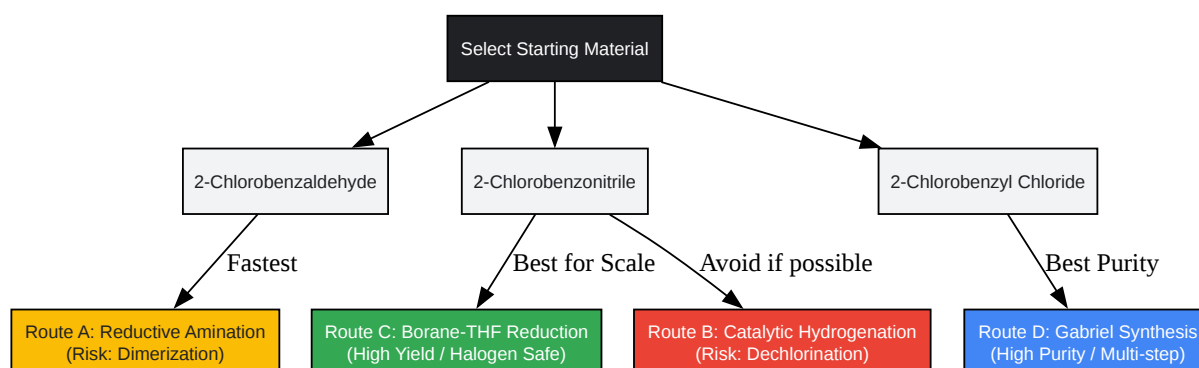 Select Starting Material
2-Chlorobenzaldehyde
2-Chlorobenzonitrile
2-Chlorobenzyl Chloride
Fastest
Best for Scale
Avoid if possible
Best Purity
Route A: Reductive Amination
(Risk: Dimerization)
Route C: Borane-THF Reduction
(High Yield / Halogen Safe)
Route B: Catalytic Hydrogenation
(Risk: Dechlorination)
Route D: Gabriel Synthesis
(High Purity / Multi-step)